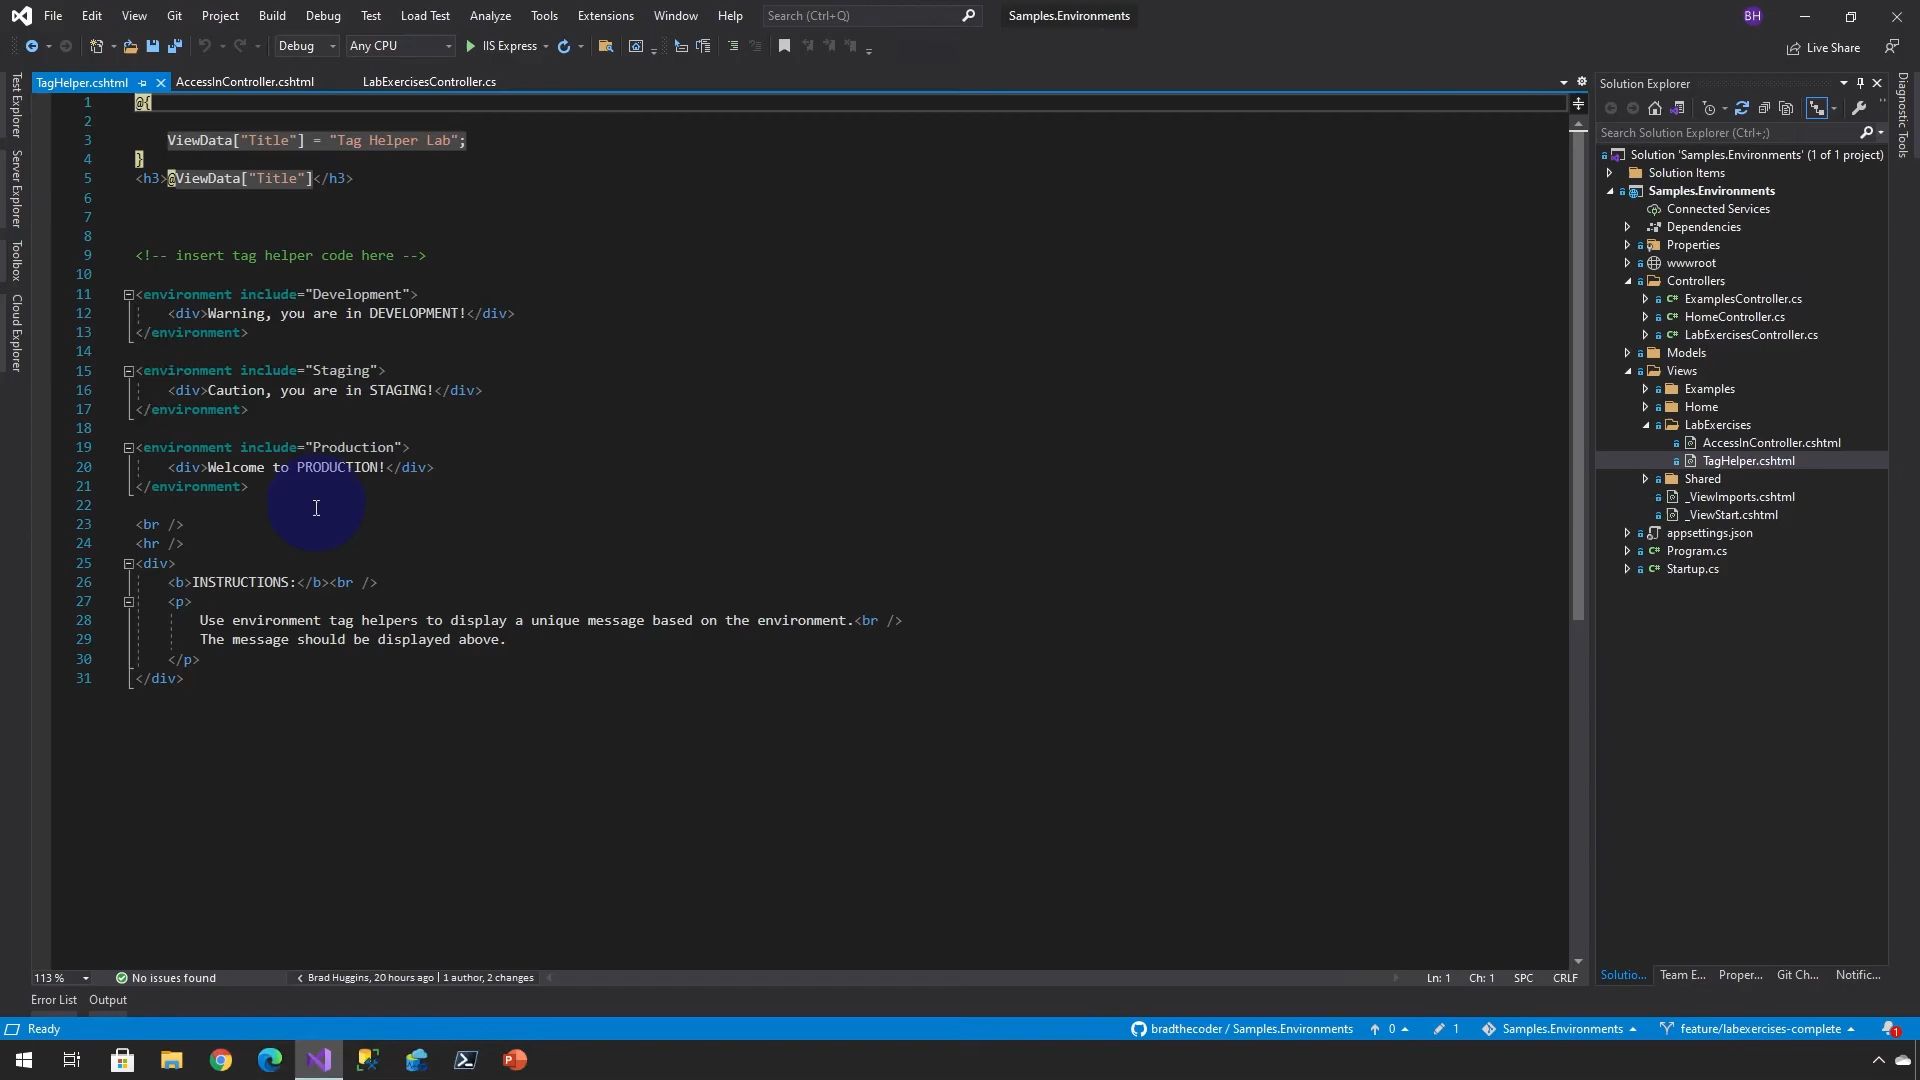 File Edit View Git Project Build Debug Test Load Test Analyze Tools Extensions Window Help Search (Ctrl+Q) Samples.Environments BH
Debug Any CPU IIS Express Live Share
TagHelper.cshtml AccessInController.cshtml LabExercisesController.cs
Test Explorer
Server Explorer
Toolbox
Cloud Explorer
1 @{
2
3 ViewData["Title"] = "Tag Helper Lab";
4 }
5 <h3>@ViewData["Title"]</h3>
6
7
8
9 <!-- insert tag helper code here -->
10
11 <environment include="Development">
12 <div>Warning, you are in DEVELOPMENT!</div>
13 </environment>
14
15 <environment include="Staging">
16 <div>Caution, you are in STAGING!</div>
17 </environment>
18
19 <environment include="Production">
20 <div>Welcome to PRODUCTION!</div>
21 </environment>
22
23 <br />
24 <hr />
25 <div>
26 <b>INSTRUCTIONS:</b><br />
27 <p>
28 Use environment tag helpers to display a unique message based on the environment.<br />
29 The message should be displayed above.
30 </p>
31 </div>
Solution Explorer
Search Solution Explorer (Ctrl+;)
Solution 'Samples.Environments' (1 of 1 project)
Solution Items
Samples.Environments
Connected Services
Dependencies
Properties
wwwroot
Controllers
C# ExamplesController.cs
C# HomeController.cs
C# LabExercisesController.cs
Models
Views
Examples
Home
LabExercises
AccessInController.cshtml
TagHelper.cshtml
Shared
_ViewImports.cshtml
_ViewStart.cshtml
appsettings.json
C# Program.cs
C# Startup.cs
Diagnostic Tools
113 % No issues found Brad Huggins, 20 hours ago | 1 author, 2 changes Ln: 1 Ch: 1 SPC CRLF
Solutio... Team E... Proper... Git Ch... Notific...
Error List Output
Ready bradthecoder / Samples.Environments 0 1 Samples.Environments feature/labexercises-complete 1